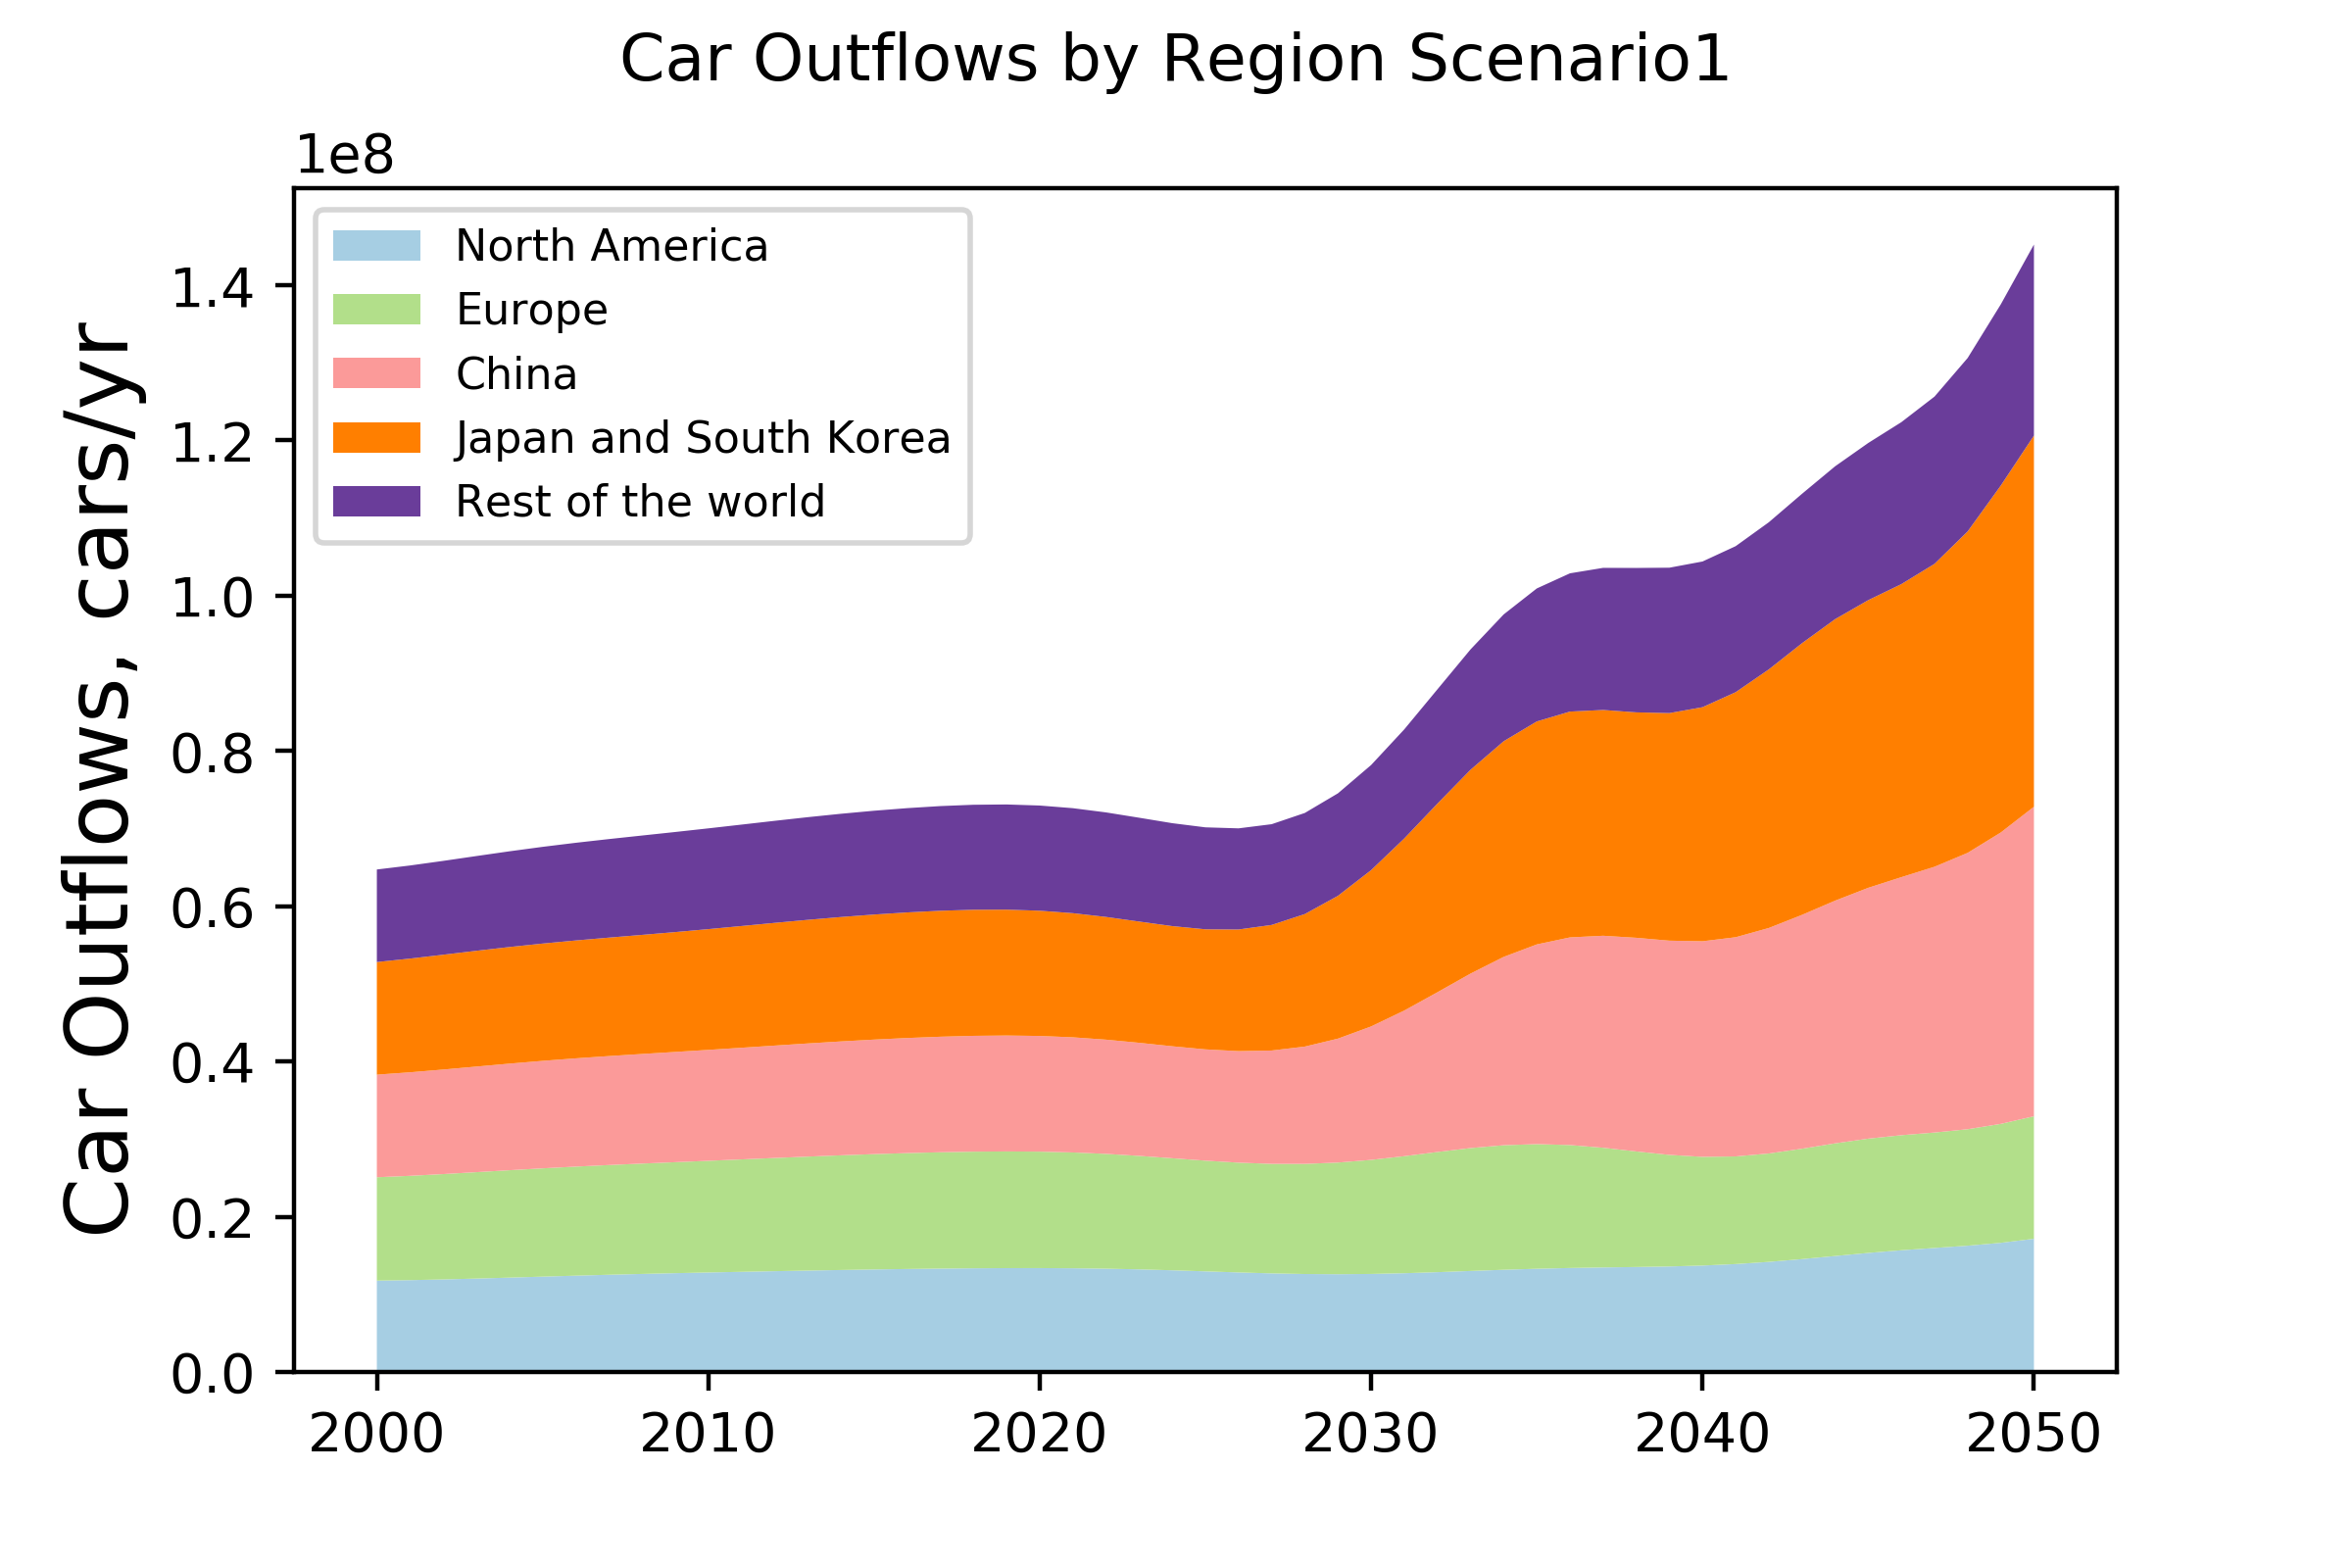 Car Outflows by Region Scenario1
1e8
North America
Europe
China
Japan and South Korea
Rest of the world
Car Outflows, cars/yr
1.4
1.2
1.0
0.8
0.6
0.4
0.2
0.0
2000 2010 2020 2030 2040 2050